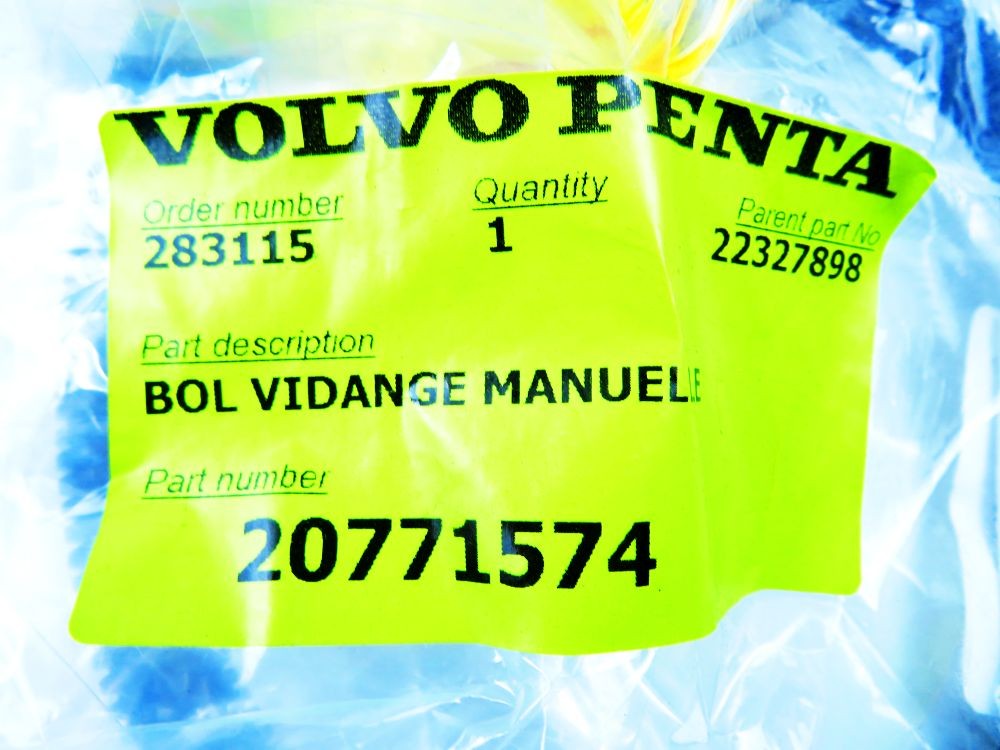 VOLVO PENTA
Order number Quantity Parent part No
283115 1 22327898
Part description
BOL VIDANGE MANUELLE
Part number
20771574